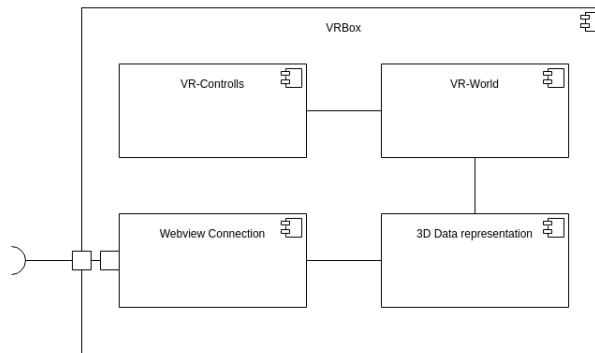 VRBox
VR-Controlls
VR-World
Webview Connection
3D Data representation